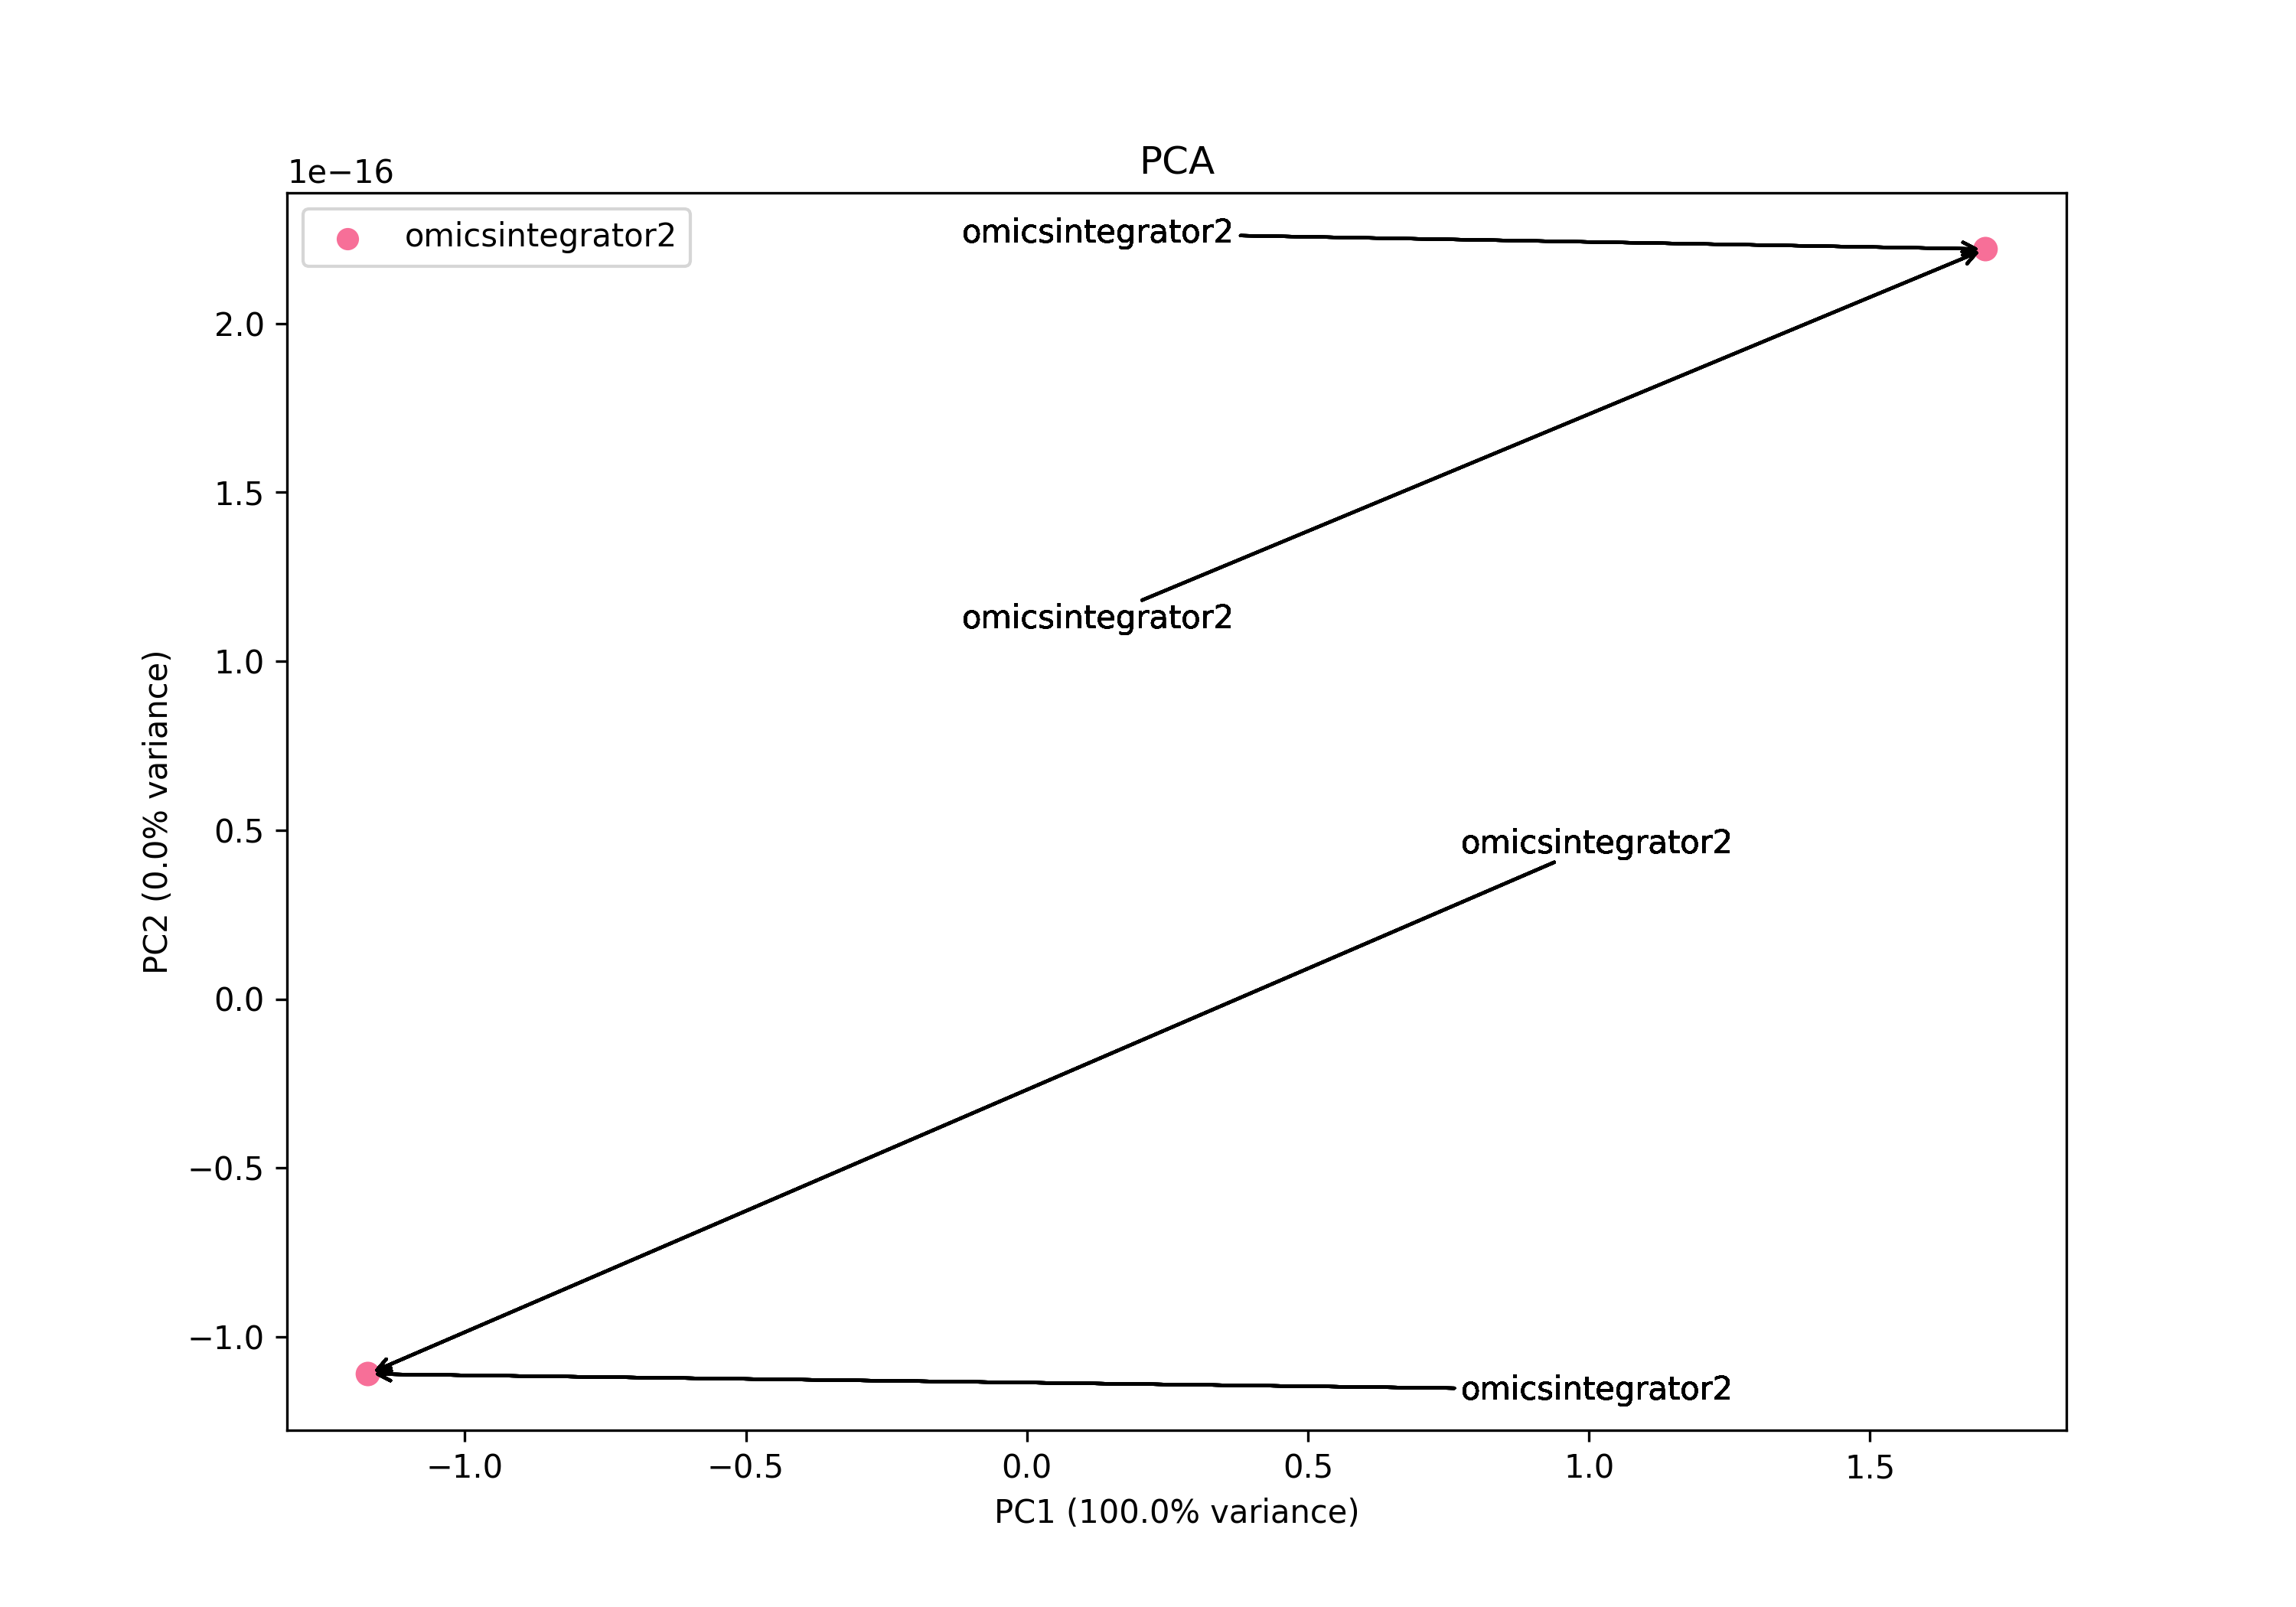 PCA
1e−16
omicsintegrator2
omicsintegrator2
2.0
1.5
omicsintegrator2
1.0
omicsintegrator2
0.5
0.0
−0.5
−1.0
omicsintegrator2
PC2 (0.0% variance)
−1.0 −0.5 0.0 0.5 1.0 1.5
PC1 (100.0% variance)